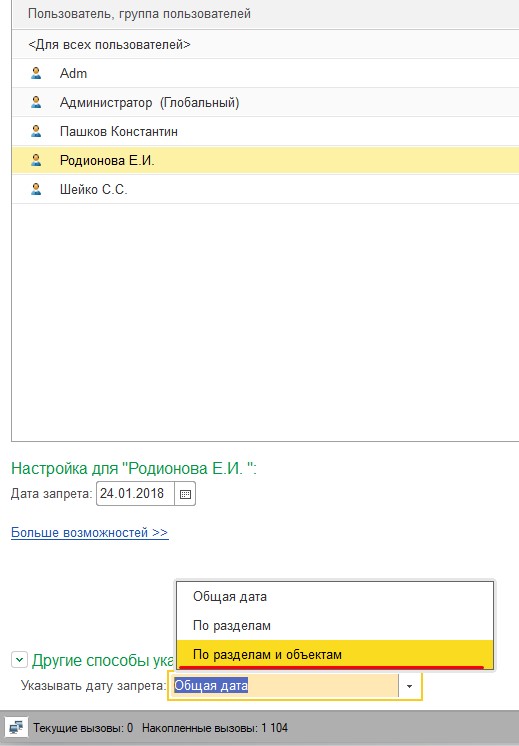 Пользователь, группа пользователей
<Для всех пользователей>
Adm
Администратор (Глобальный)
Пашков Константин
Родионова Е.И.
Шейко С.С.
Настройка для "Родионова Е.И. ":
Дата запрета: 24.01.2018
Больше возможностей >>
Общая дата
По разделам
По разделам и объектам
Другие способы ука
Указывать дату запрета: Общая дата
Текущие вызовы: 0 Накопленные вызовы: 1 104